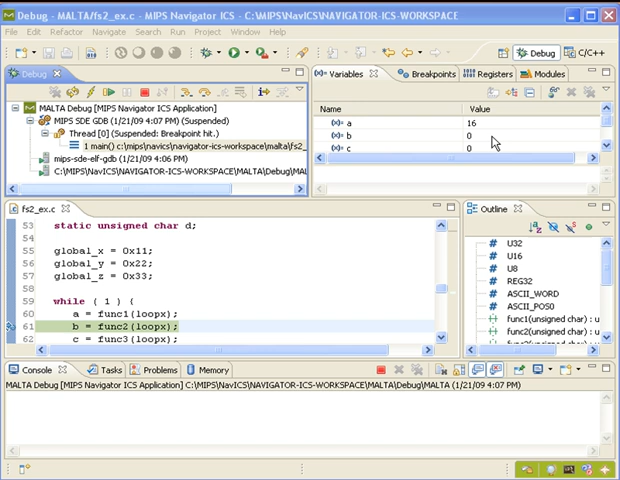 Debug - MALTA/fs2_ex.c - MIPS Navigator ICS - C:\MIPS\NavICS\NAVIGATOR-ICS-WORKSPACE
File Edit Refactor Navigate Search Project MIPS Run Project Window Help
Debug C/C++
Debug
Variables Breakpoints Registers Modules
MALTA Debug [MIPS Navigator ICS Application]
MIPS SDE GDB (1/21/09 4:07 PM) (Suspended)
Thread [0] (Suspended: Breakpoint hit.)
1 main() c:\mips\navics\navigator-ics-workspace\malta\fs2_
mips-sde-elf-gdb (1/21/09 4:06 PM)
C:\MIPS\NavICS\NAVIGATOR-ICS-WORKSPACE\MALTA\Debug\MAL
Name Value
(x)= a 16
(x)= b 0
(x)= c 0
fs2_ex.c
53 static unsigned char d;
55 global_x = 0x11;
56 global_y = 0x22;
57 global_z = 0x33;
58
59 while ( 1 ) {
60 a = func1(loopx);
61 b = func2(loopx);
62 c = func3(loopx);
Outline
U32
U16
U8
REG32
ASCII_WORD
ASCII_POS0
func1(unsigned char) : u
func2(unsigned char) : u
Console Tasks Problems Memory
MALTA Debug [MIPS Navigator ICS Application] C:\MIPS\NavICS\NAVIGATOR-ICS-WORKSPACE\MALTA\Debug\MALTA (1/21/09 4:07 PM)